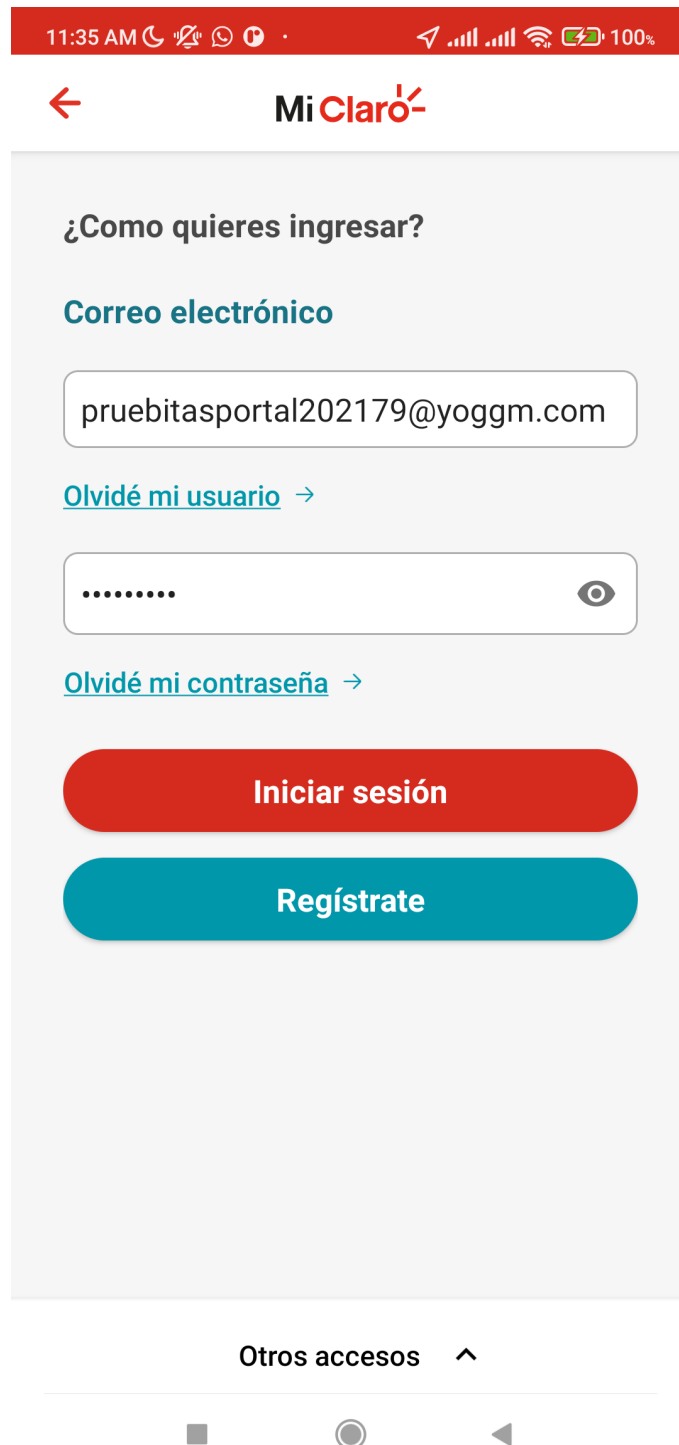 11:35 AM 100%
Mi Claro
¿Como quieres ingresar?
Correo electrónico
pruebitasportal202179@yoggm.com
Olvidé mi usuario →
•••••••••
Olvidé mi contraseña →
Iniciar sesión
Regístrate
Otros accesos